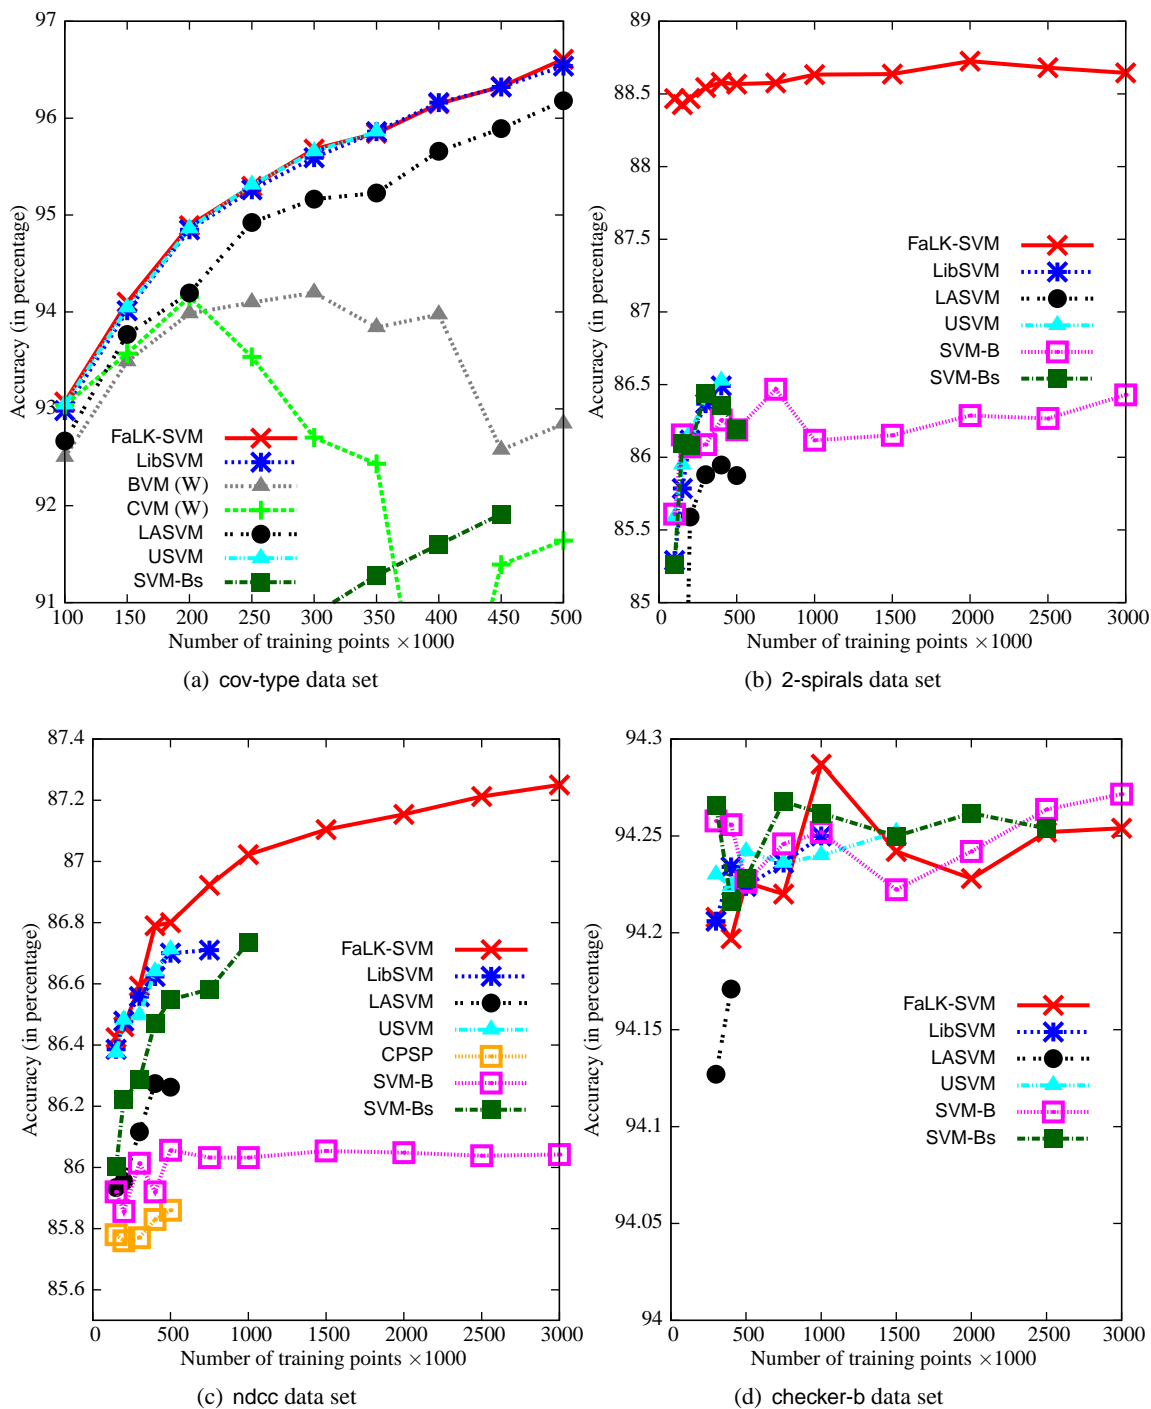 97
96
95
94
93
92
91
Accuracy (in percentage)
FaLK-SVM
LibSVM
BVM (W)
CVM (W)
LASVM
USVM
SVM-Bs
100 150 200 250 300 350 400 450 500
Number of training points ×1000
(a) cov-type data set
89
88.5
88
87.5
87
86.5
86
85.5
85
Accuracy (in percentage)
FaLK-SVM
LibSVM
LASVM
USVM
SVM-B
SVM-Bs
0 500 1000 1500 2000 2500 3000
Number of training points ×1000
(b) 2-spirals data set
87.4
87.2
87
86.8
86.6
86.4
86.2
86
85.8
85.6
Accuracy (in percentage)
FaLK-SVM
LibSVM
LASVM
USVM
CPSP
SVM-B
SVM-Bs
0 500 1000 1500 2000 2500 3000
Number of training points ×1000
(c) ndcc data set
94.3
94.25
94.2
94.15
94.1
94.05
94
Accuracy (in percentage)
FaLK-SVM
LibSVM
LASVM
USVM
SVM-B
SVM-Bs
0 500 1000 1500 2000 2500 3000
Number of training points ×1000
(d) checker-b data set